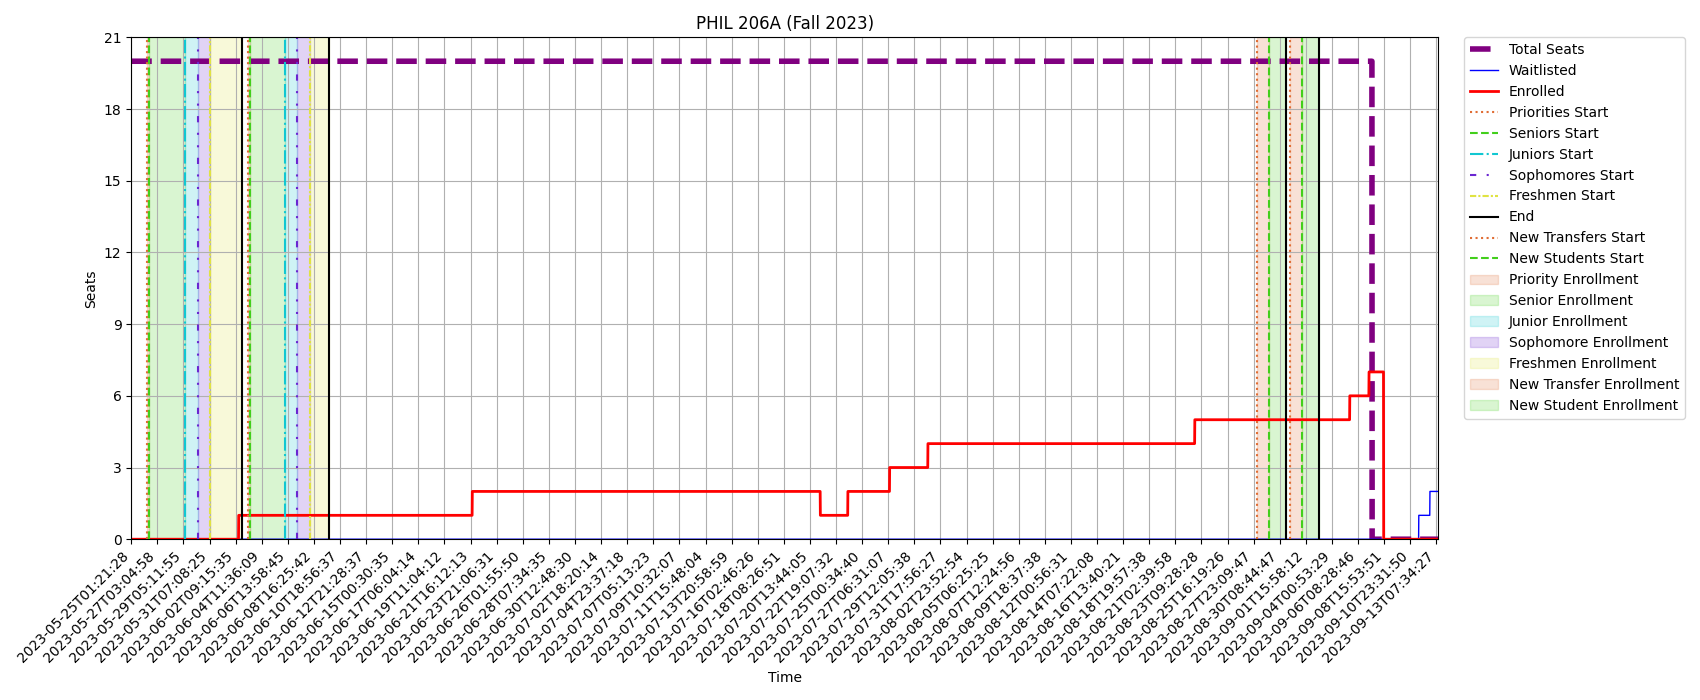 PHIL 206A (Fall 2023)
21
18
15
12
9
6
3
0
Seats
2023-05-25T01:21:28
2023-05-27T03:04:58
2023-05-29T05:11:55
2023-05-31T07:08:25
2023-06-02T09:15:35
2023-06-04T11:36:09
2023-06-06T13:58:45
2023-06-08T16:25:42
2023-06-10T18:56:37
2023-06-12T21:28:37
2023-06-15T00:30:35
2023-06-17T06:04:14
2023-06-19T11:04:12
2023-06-21T16:12:13
2023-06-23T21:06:31
2023-06-26T01:55:50
2023-06-28T07:34:35
2023-06-30T12:48:30
2023-07-02T18:20:14
2023-07-04T23:37:18
2023-07-07T05:13:23
2023-07-09T10:32:07
2023-07-11T15:48:04
2023-07-13T20:58:59
2023-07-16T02:46:26
2023-07-18T08:26:51
2023-07-20T13:44:05
2023-07-22T19:07:32
2023-07-25T00:34:40
2023-07-27T06:31:07
2023-07-29T12:05:38
2023-07-31T17:56:27
2023-08-02T23:52:54
2023-08-05T06:25:25
2023-08-07T12:24:56
2023-08-09T18:37:38
2023-08-12T00:56:31
2023-08-14T07:22:08
2023-08-16T13:40:21
2023-08-18T19:57:38
2023-08-21T02:39:58
2023-08-23T09:28:28
2023-08-25T16:19:26
2023-08-27T23:09:47
2023-08-30T08:44:47
2023-09-01T11:58:12
2023-09-04T00:53:29
2023-09-06T08:28:46
2023-09-08T15:53:51
2023-09-10T23:31:50
2023-09-13T07:34:27
Time
Total Seats
Waitlisted
Enrolled
Priorities Start
Seniors Start
Juniors Start
Sophomores Start
Freshmen Start
End
New Transfers Start
New Students Start
Priority Enrollment
Senior Enrollment
Junior Enrollment
Sophomore Enrollment
Freshmen Enrollment
New Transfer Enrollment
New Student Enrollment